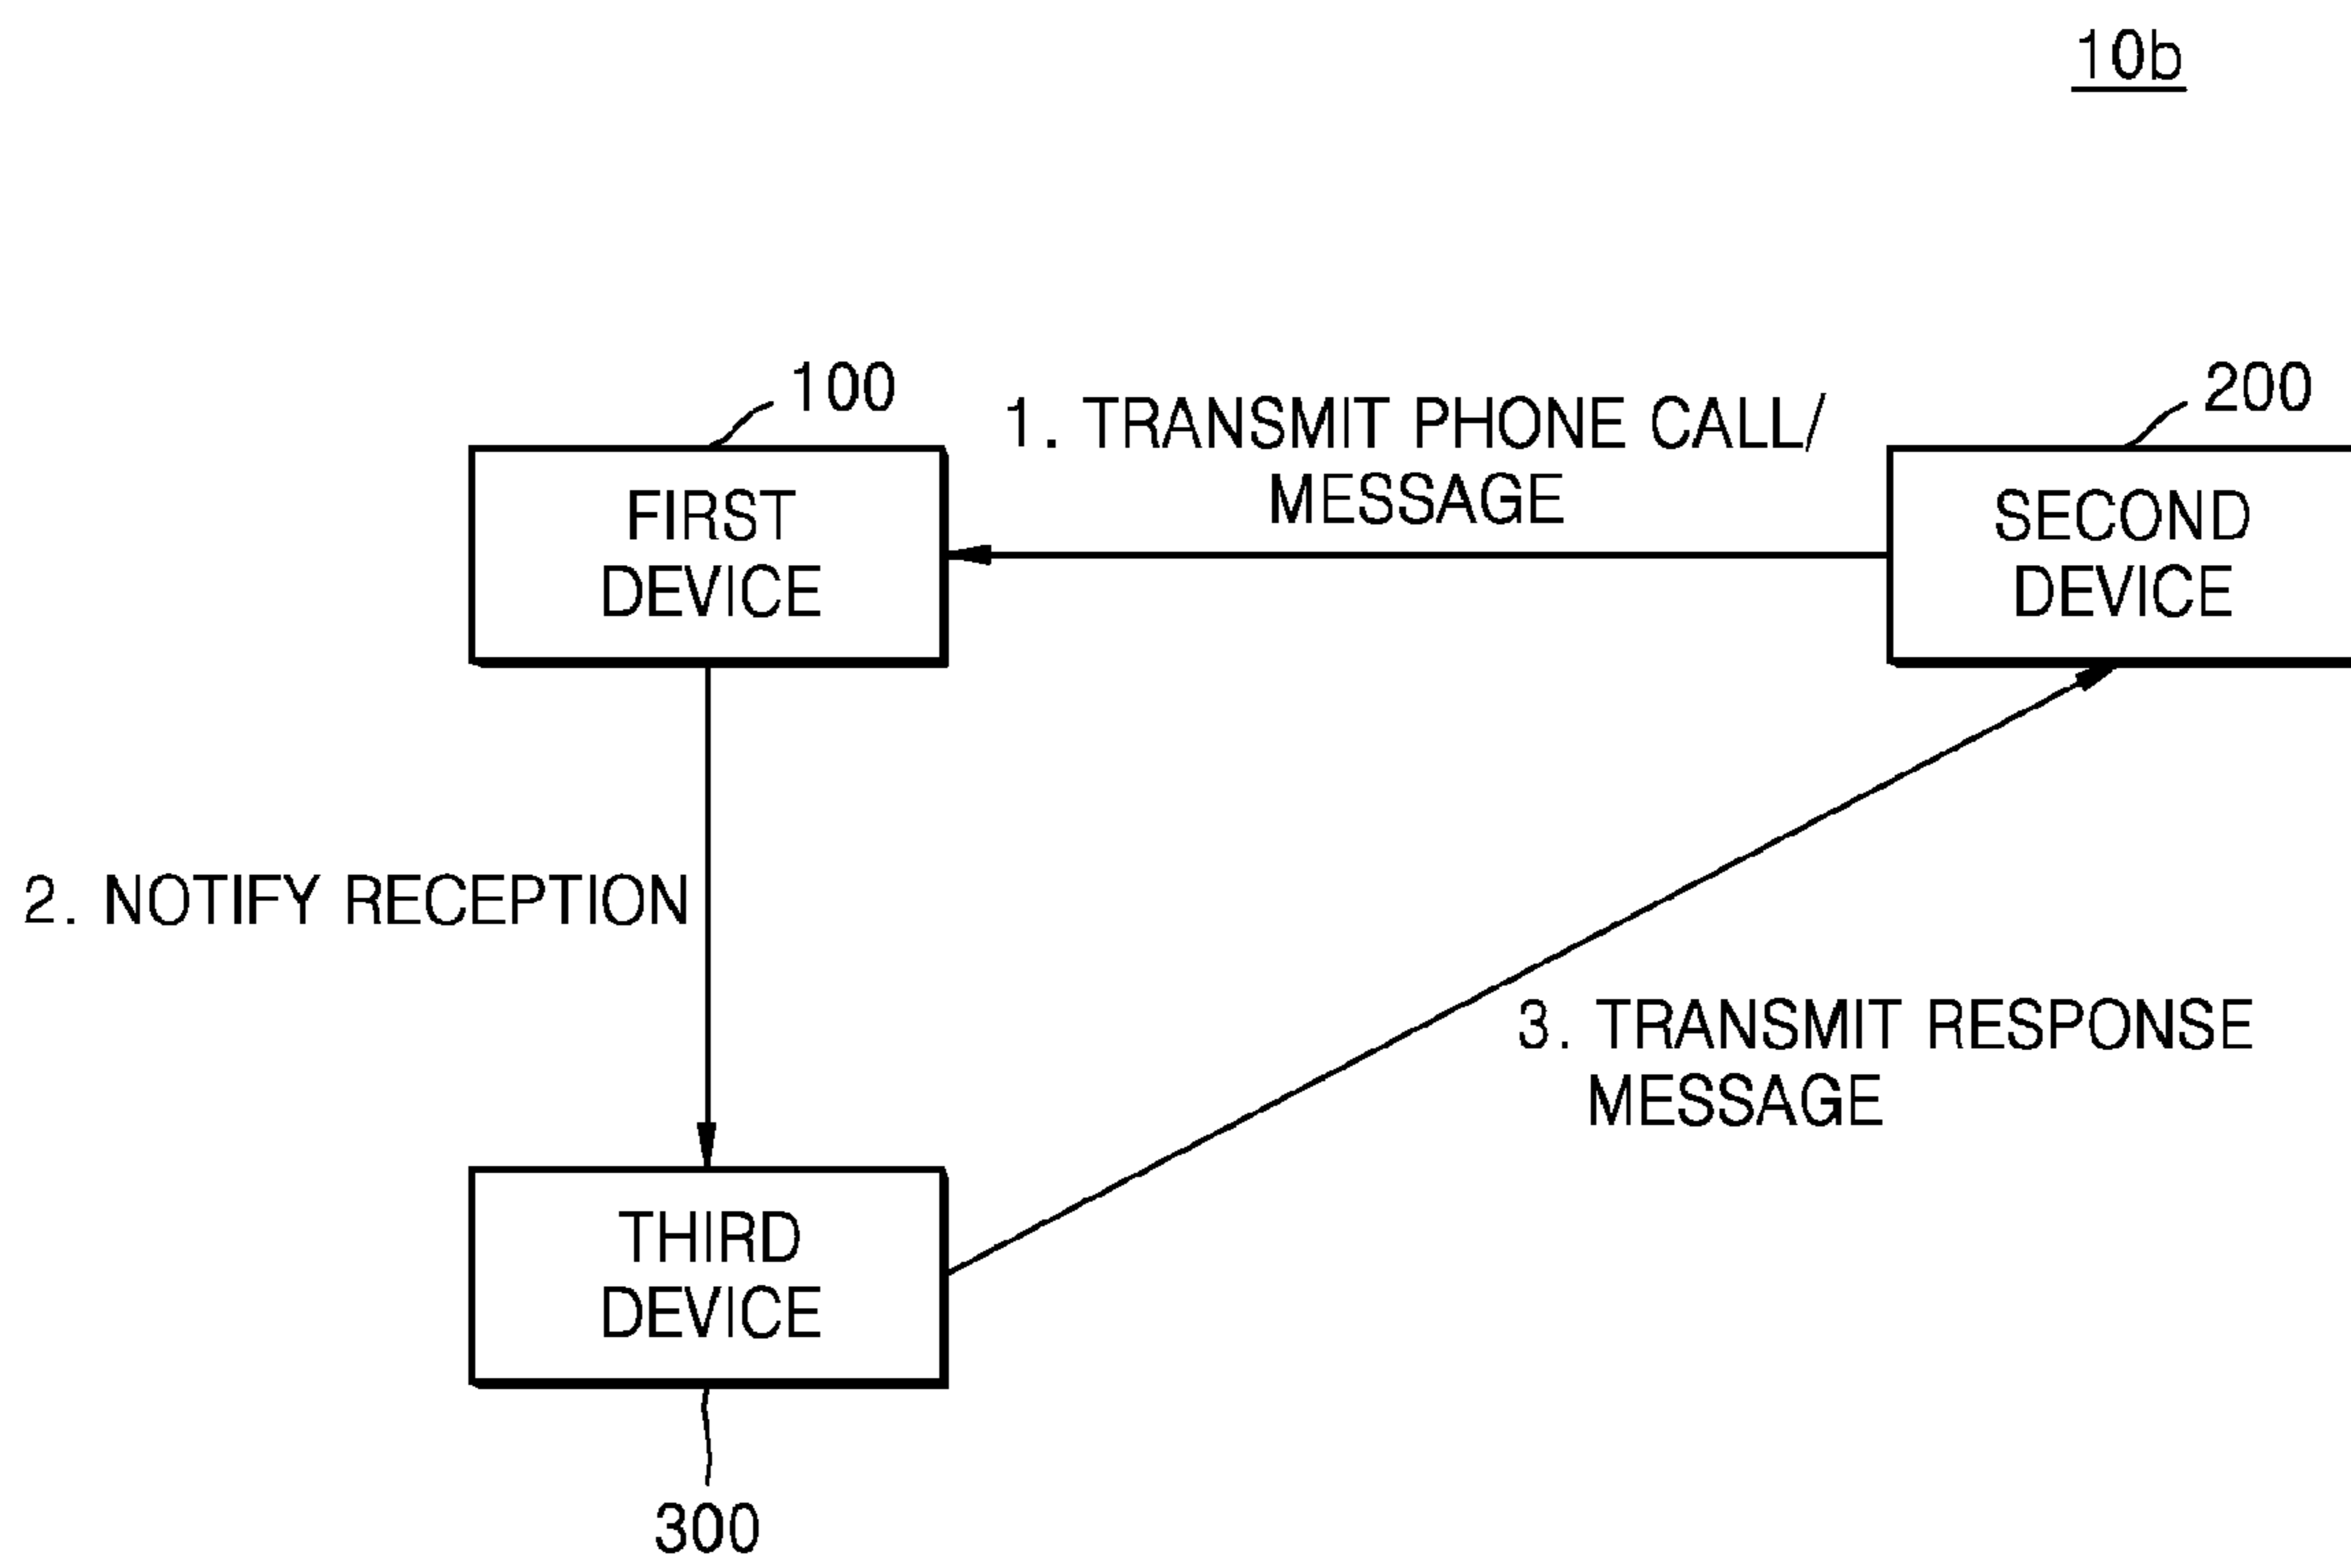 10b
100
1. TRANSMIT PHONE CALL/
MESSAGE
200
FIRST
DEVICE
SECOND
DEVICE
2. NOTIFY RECEPTION
3. TRANSMIT RESPONSE
MESSAGE
THIRD
DEVICE
300